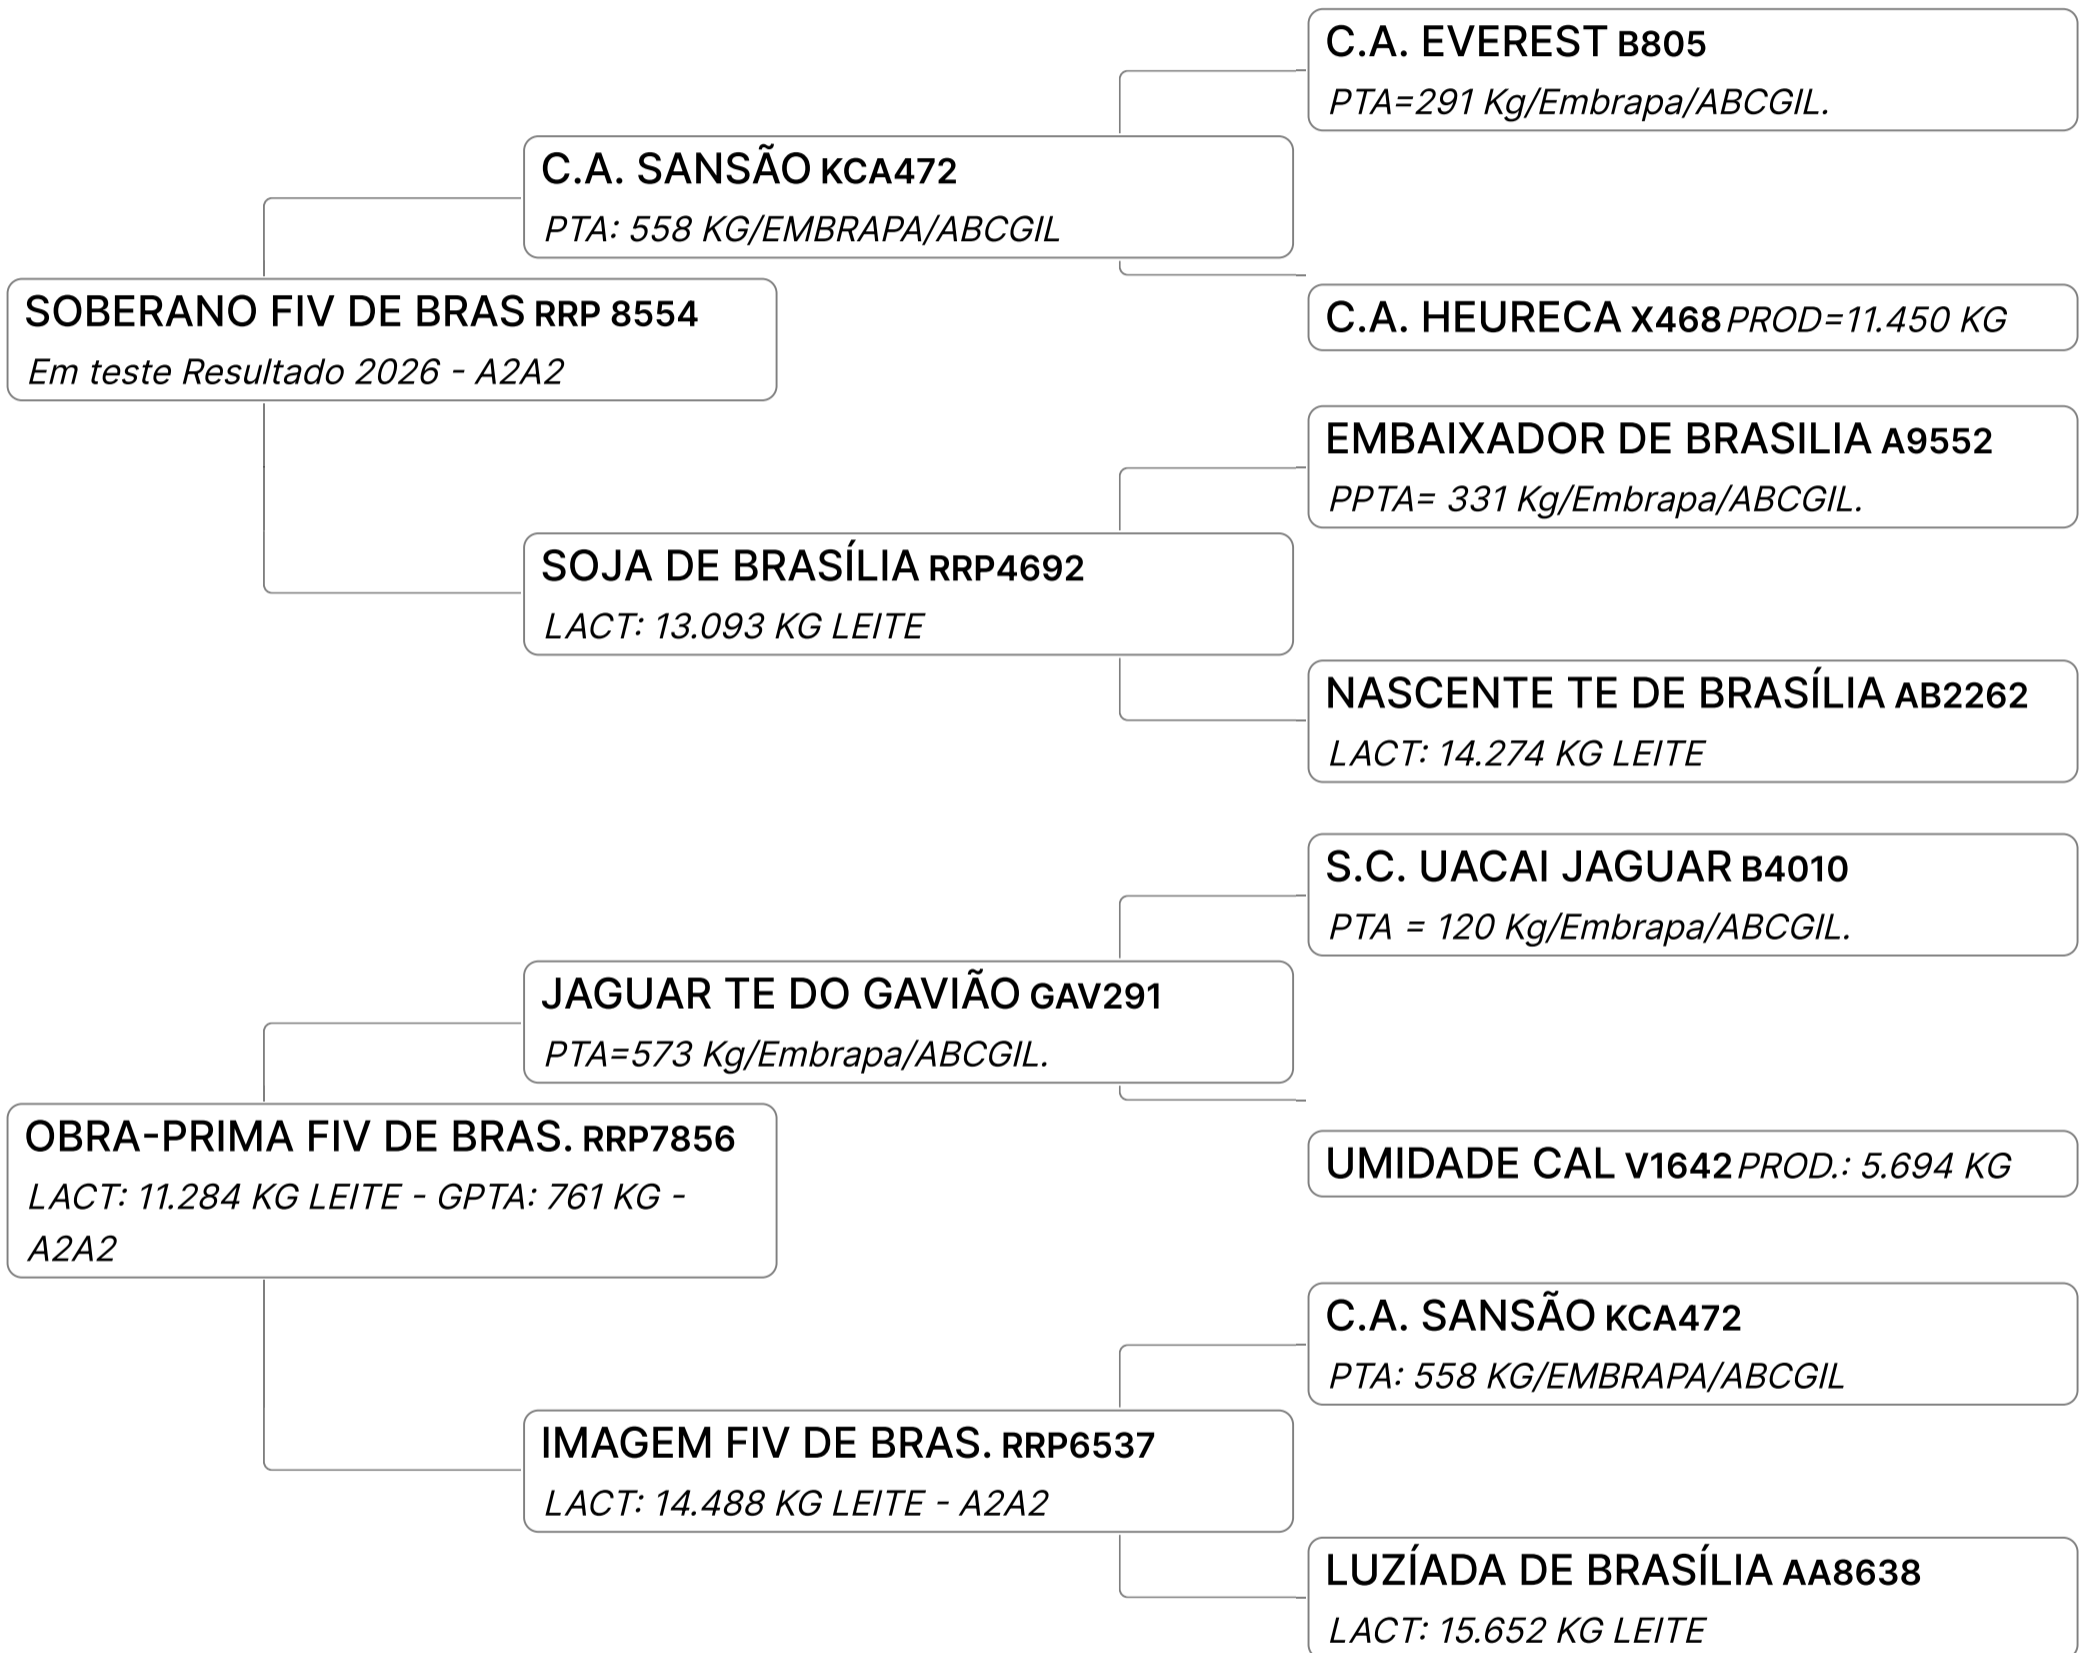 C.A. EVEREST B805
PTA=291 Kg/Embrapa/ABCGIL.
C.A. SANSÃO KCA472
PTA: 558 KG/EMBRAPA/ABCGIL
SOBERANO FIV DE BRAS RRP 8554
Em teste Resultado 2026 - A2A2
C.A. HEURECA X468 PROD=11.450 KG
EMBAIXADOR DE BRASILIA A9552
PPTA= 331 Kg/Embrapa/ABCGIL.
SOJA DE BRASÍLIA RRP4692
LACT: 13.093 KG LEITE
NASCENTE TE DE BRASÍLIA AB2262
LACT: 14.274 KG LEITE
S.C. UACAI JAGUAR B4010
PTA = 120 Kg/Embrapa/ABCGIL.
JAGUAR TE DO GAVIÃO GAV291
PTA=573 Kg/Embrapa/ABCGIL.
OBRA-PRIMA FIV DE BRAS. RRP7856
LACT: 11.284 KG LEITE - GPTA: 761 KG -
A2A2
UMIDADE CAL V1642 PROD.: 5.694 KG
C.A. SANSÃO KCA472
PTA: 558 KG/EMBRAPA/ABCGIL
IMAGEM FIV DE BRAS. RRP6537
LACT: 14.488 KG LEITE - A2A2
LUZÍADA DE BRASÍLIA AA8638
LACT: 15.652 KG LEITE